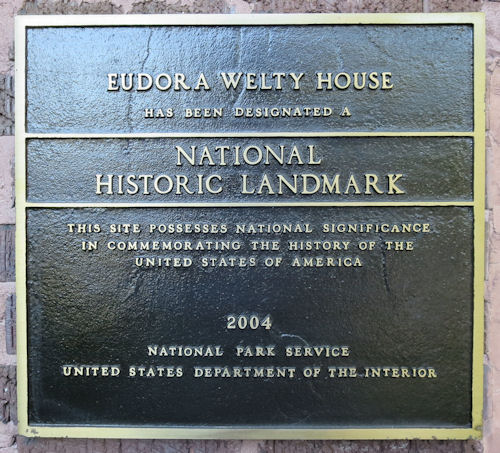 EUDORA WELTY HOUSE
HAS BEEN DESIGNATED A
NATIONAL
HISTORIC LANDMARK
THIS SITE POSSESSES NATIONAL SIGNIFICANCE
IN COMMEMORATING THE HISTORY OF THE
UNITED STATES OF AMERICA
2004
NATIONAL PARK SERVICE
UNITED STATES DEPARTMENT OF THE INTERIOR